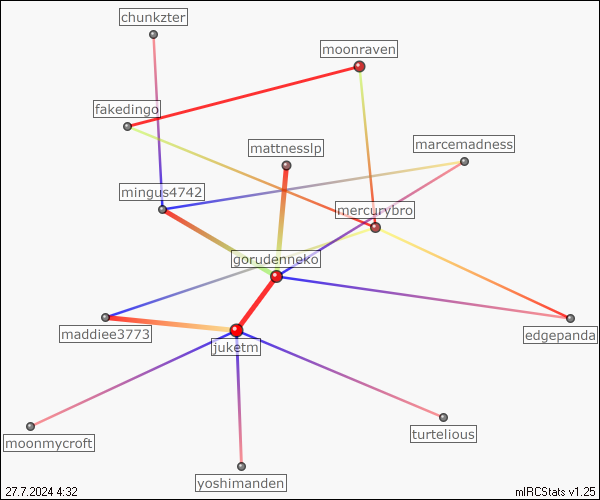 chunkzter
moonraven
fakedingo
mattnesslp
marcemadness
mingus4742
mercurybro
gorudenneko
maddiee3773
edgepanda
juketm
moonmycroft
turtelious
yoshimanden
27.7.2024 4:32
mIRCStats v1.25